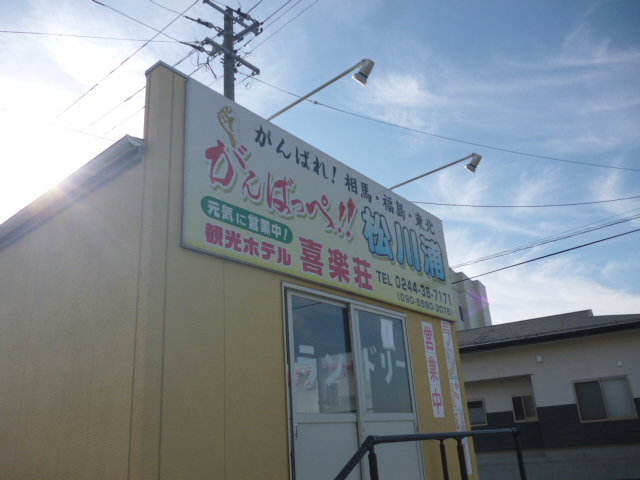 がんばれ！相馬・福島・東北
がんばっぺ!! 松川浦
元気に営業中！
観光ホテル 喜楽荘 TEL 0244-38-7171
(090-5590-3076)
ランドリー
営業中